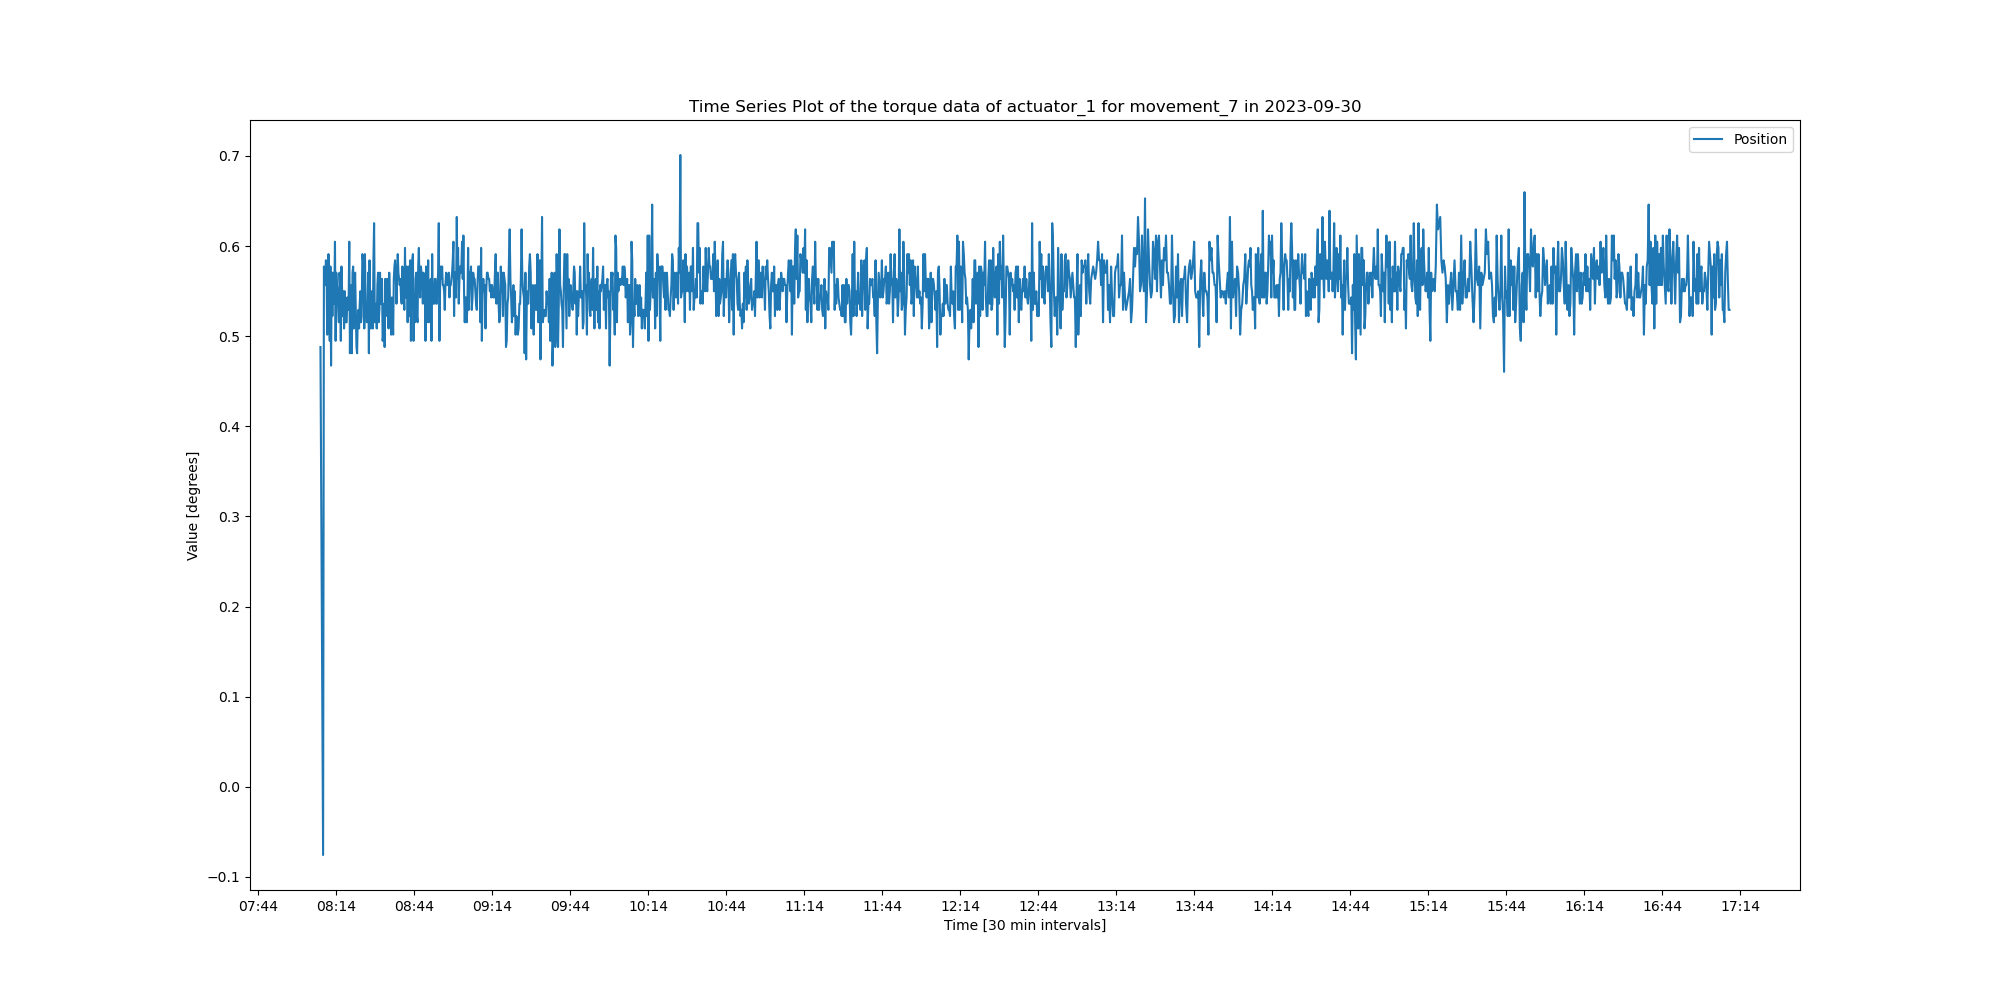 Time Series Plot of the torque data of actuator_1 for movement_7 in 2023-09-30
Position
0.7
0.6
0.5
0.4
0.3
0.2
0.1
0.0
−0.1
Value [degrees]
07:44 08:14 08:44 09:14 09:44 10:14 10:44 11:14 11:44 12:14 12:44 13:14 13:44 14:14 14:44 15:14 15:44 16:14 16:44 17:14
Time [30 min intervals]